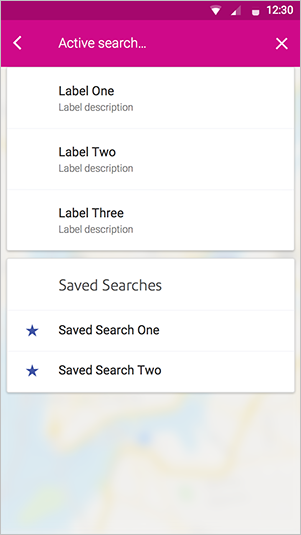 12:30
Active search...
Label One
Label description
Label Two
Label description
Label Three
Label description
Saved Searches
Saved Search One
Saved Search Two